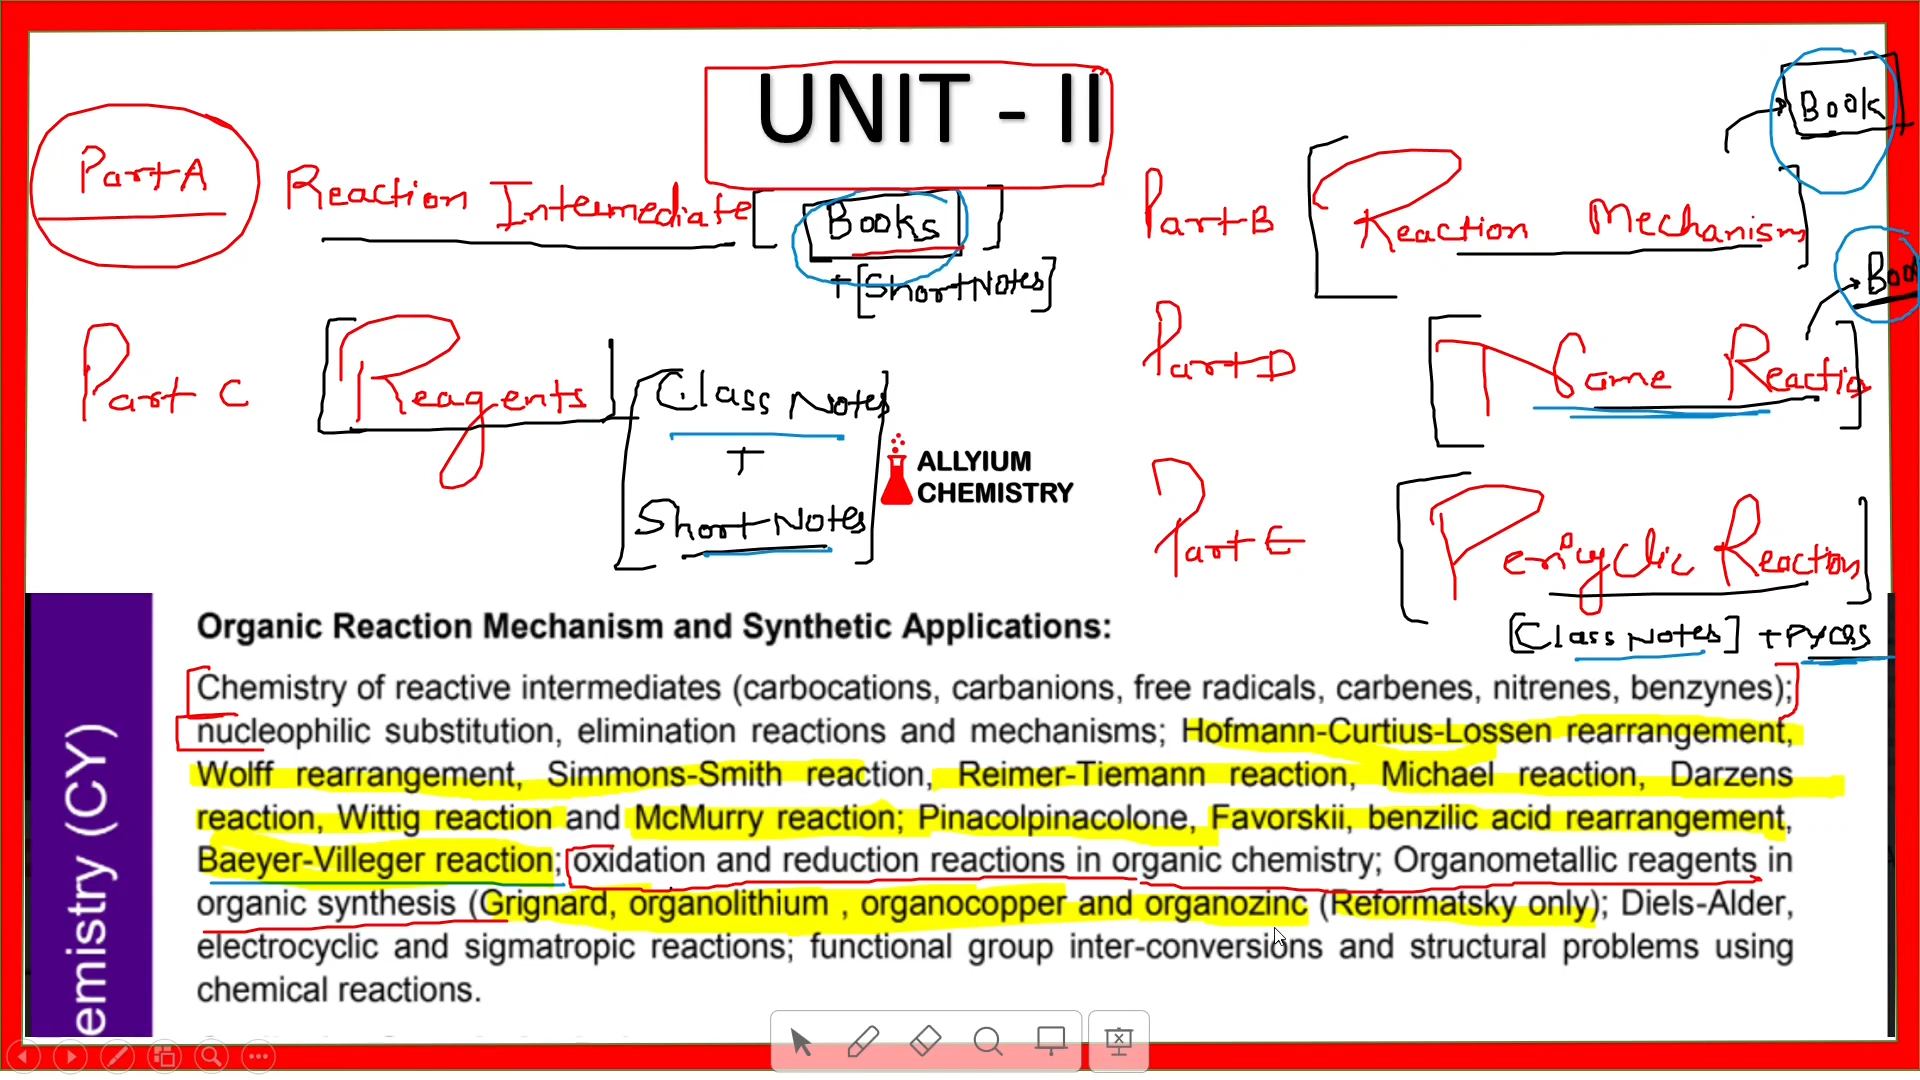 UNIT - II
Book
Part A
Reaction Intermediate [Books]
+ [Short Notes]
Part B
[Reaction Mechanism]
Part C
[Reagents]
[Class Notes
+
Short Notes]
Part D
Name Reactio
Boo
ALLYIUM
CHEMISTRY
Part E
[Pericyclic Reaction]
[Class Notes] + PYQs
emistry (CY)
Organic Reaction Mechanism and Synthetic Applications:
Chemistry of reactive intermediates (carbocations, carbanions, free radicals, carbenes, nitrenes, benzynes);
nucleophilic substitution, elimination reactions and mechanisms; Hofmann-Curtius-Lossen rearrangement,
Wolff rearrangement, Simmons-Smith reaction, Reimer-Tiemann reaction, Michael reaction, Darzens
reaction, Wittig reaction and McMurry reaction; Pinacolpinacolone, Favorskii, benzilic acid rearrangement,
Baeyer-Villeger reaction; oxidation and reduction reactions in organic chemistry; Organometallic reagents in
organic synthesis (Grignard, organolithium , organocopper and organozinc (Reformatsky only); Diels-Alder,
electrocyclic and sigmatropic reactions; functional group inter-conversions and structural problems using
chemical reactions.